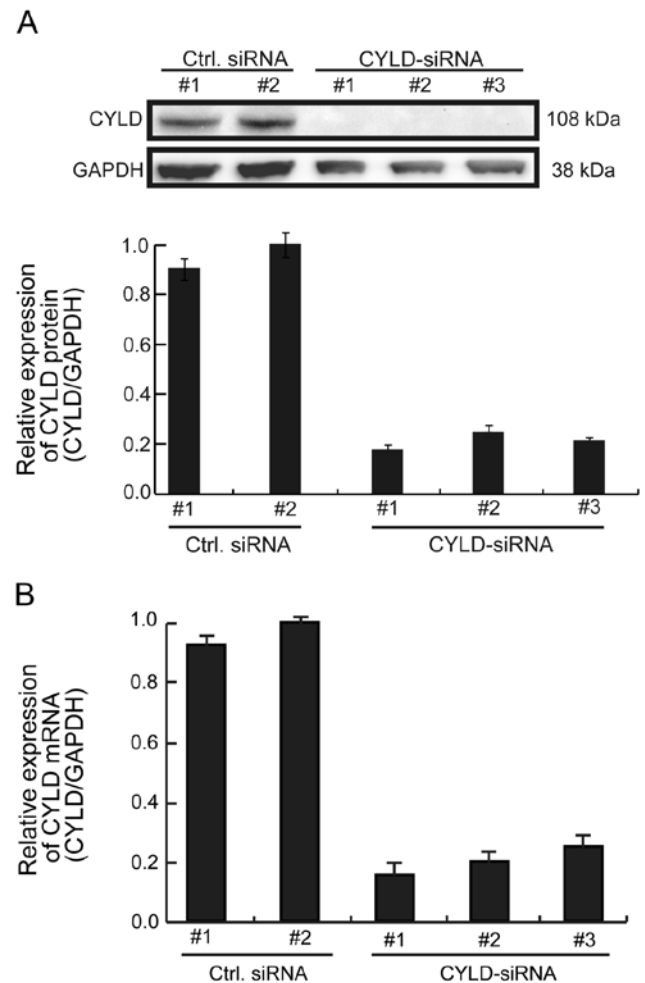 A
Ctrl. siRNA CYLD-siRNA
#1 #2 #1 #2 #3
CYLD 108 kDa
GAPDH 38 kDa
Relative expression
of CYLD protein
(CYLD/GAPDH)
1.0
0.8
0.6
0.4
0.2
0.0
#1 #2 #1 #2 #3
Ctrl. siRNA CYLD-siRNA
B
Relative expression
of CYLD mRNA
(CYLD/GAPDH)
1.0
0.8
0.6
0.4
0.2
0.0
#1 #2 #1 #2 #3
Ctrl. siRNA CYLD-siRNA